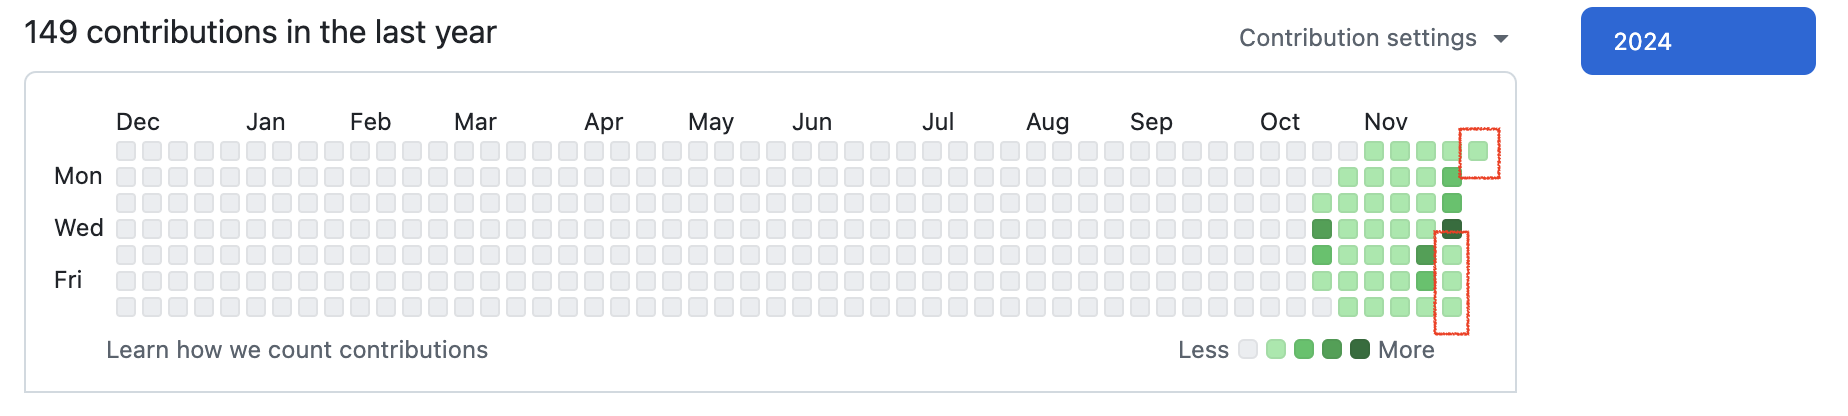 149 contributions in the last year
Contribution settings
2024
Dec Jan Feb Mar Apr May Jun Jul Aug Sep Oct Nov
Mon
Wed
Fri
Learn how we count contributions
Less More